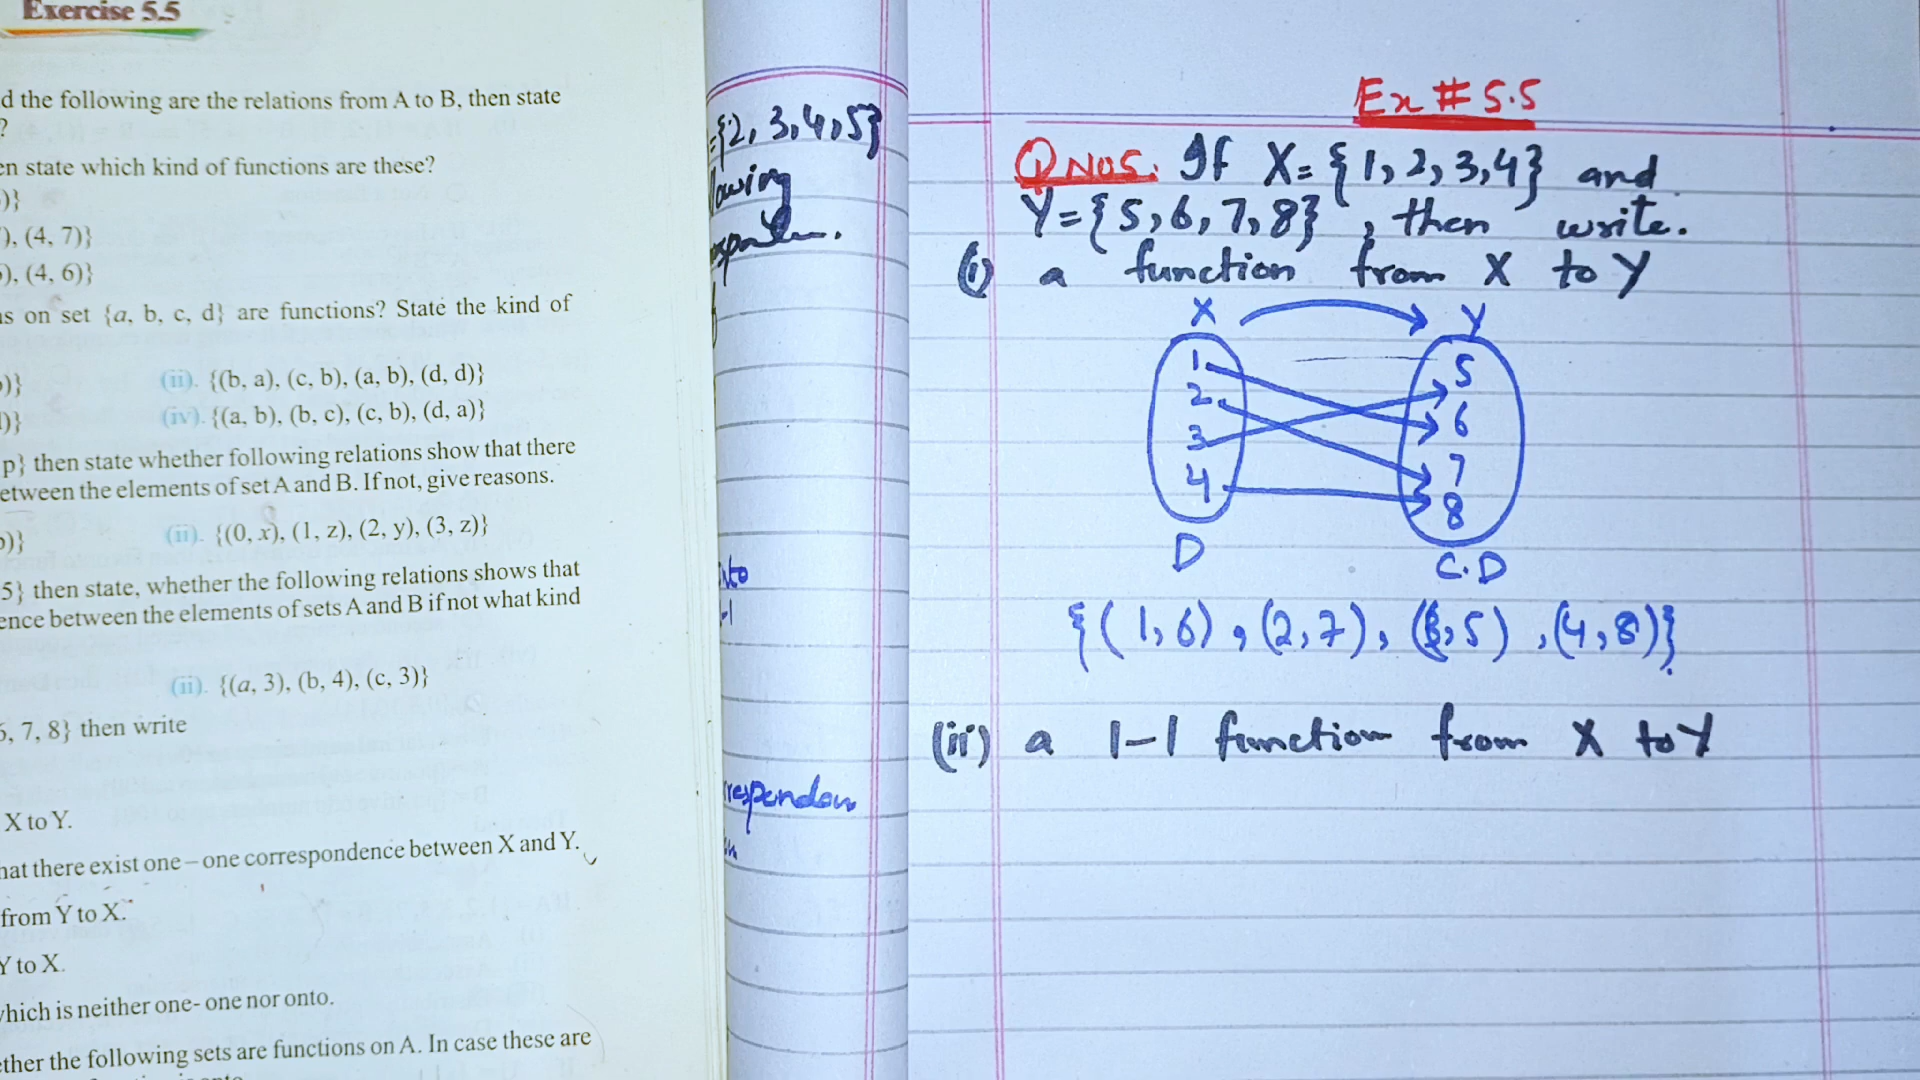 Exercise 5.5
d the following are the relations from A to B, then state
?
en state which kind of functions are these?
)}
), (4, 7)}
), (4, 6)}
as on set {a, b, c, d} are functions? State the kind of
)}
(ii). {(b, a), (c, b), (a, b), (d, d)}
)}
(iv). {(a, b), (b, c), (c, b), (d, a)}
p} then state whether following relations show that there
etween the elements of set A and B. If not, give reasons.
)}
(ii). {(0, x), (1, z), (2, y), (3, z)}
5} then state, whether the following relations shows that
ence between the elements of sets A and B if not what kind
(ii). {(a, 3), (b, 4), (c, 3)}
6, 7, 8} then write
X to Y.
hat there exist one – one correspondence between X and Y.
from Y to X.
Y to X.
which is neither one- one nor onto.
ether the following sets are functions on A. In case these are
={2, 3, 4, 5}
lowing
nto
-1
respondence
Ex # 5.5
Q NO5. If X = {1, 2, 3, 4} and
Y = {5, 6, 7, 8} , then write.
(i) a function from X to Y
X Y
1 5
2 6
3 7
4 8
D C.D
{(1, 6) , (2, 7), (3, 5) , (4, 8)}
(ii) a 1-1 function from X to Y